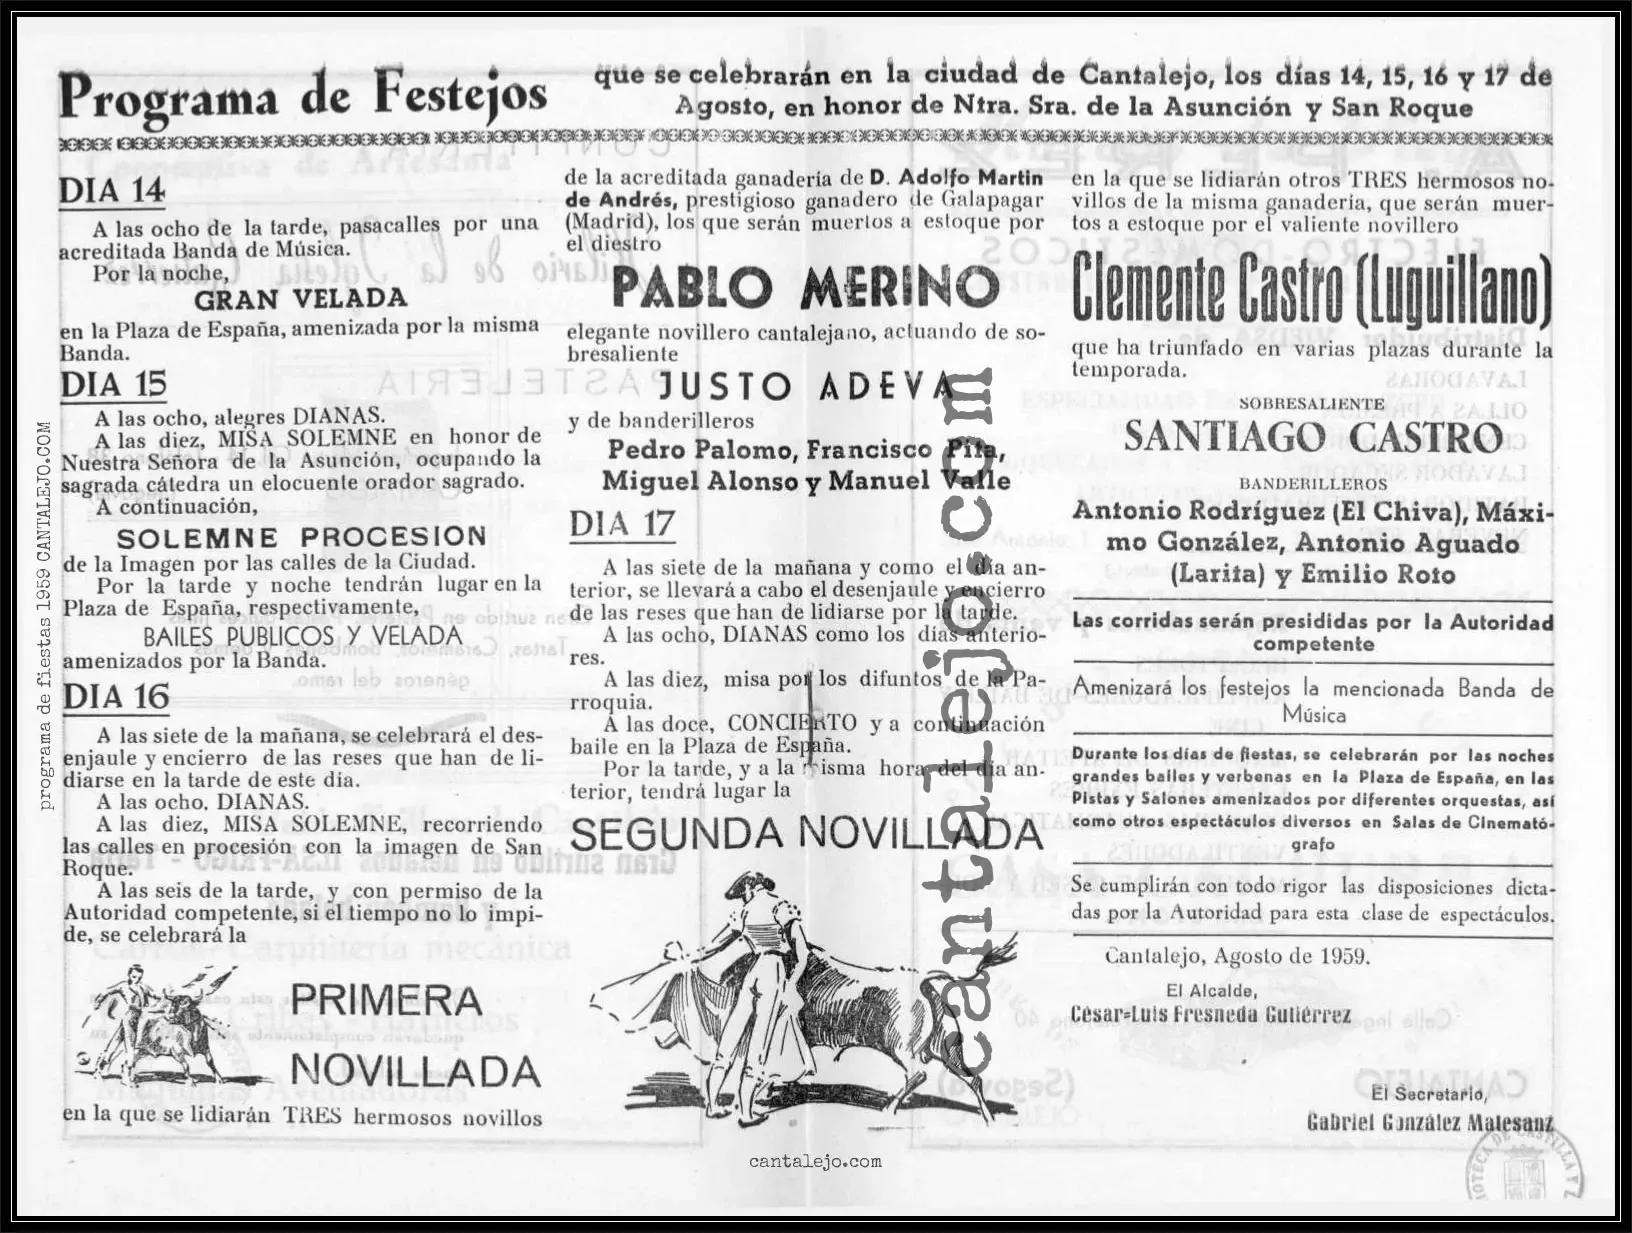 Programa de Festejos
que se celebrarán en la ciudad de Cantalejo, los días 14, 15, 16 y 17 de
Agosto, en honor de Ntra. Sra. de la Asunción y San Roque
DIA 14
A las ocho de la tarde, pasacalles por una
acreditada Banda de Música.
Por la noche,
GRAN VELADA
en la Plaza de España, amenizada por la misma
Banda.
DIA 15
A las ocho, alegres DIANAS.
A las diez, MISA SOLEMNE en honor de
Nuestra Señora de la Asunción, ocupando la
sagrada cátedra un elocuente orador sagrado.
A continuación,
SOLEMNE PROCESION
de la Imagen por las calles de la Ciudad.
Por la tarde y noche tendrán lugar en la
Plaza de España, respectivamente,
BAILES PUBLICOS Y VELADA
amenizados por la Banda.
DIA 16
A las siete de la mañana, se celebrará el des-
enjaule y encierro de las reses que han de li-
diarse en la tarde de este día.
A las ocho, DIANAS.
A las diez, MISA SOLEMNE, recorriendo
las calles en procesión con la imagen de San
Roque.
A las seis de la tarde, y con permiso de la
Autoridad competente, si el tiempo no lo impi-
de, se celebrará la
PRIMERA
NOVILLADA
en la que se lidiarán TRES hermosos novillos
de la acreditada ganadería de D. Adolfo Martin
de Andrés, prestigioso ganadero de Galapagar
(Madrid), los que serán muertos a estoque por
el diestro
PABLO MERINO
elegante novillero cantalejano, actuando de so-
bresaliente
JUSTO ADEVA
y de banderilleros
Pedro Palomo, Francisco Pita,
Miguel Alonso y Manuel Valle
DIA 17
A las siete de la mañana y como el día an-
terior, se llevará a cabo el desenjaule y encierro
de las reses que han de lidiarse por la tarde.
A las ocho, DIANAS como los días anterio-
res.
A las diez, misa por los difuntos de la Pa-
rroquia.
A las doce, CONCIERTO y a continuación
baile en la Plaza de España.
Por la tarde, y a la misma hora del día an-
terior, tendrá lugar la
SEGUNDA NOVILLADA
en la que se lidiarán otros TRES hermosos no-
villos de la misma ganadería, que serán muer-
tos a estoque por el valiente novillero
Clemente Castro (Luguillano)
que ha triunfado en varias plazas durante la
temporada.
SOBRESALIENTE
SANTIAGO CASTRO
BANDERILLEROS
Antonio Rodríguez (El Chiva), Máxi-
mo González, Antonio Aguado
(Larita) y Emilio Roto
Las corridas serán presididas por la Autoridad
competente
Amenizará los festejos la mencionada Banda de
Música
Durante los días de fiestas, se celebrarán por las noches
grandes bailes y verbenas en la Plaza de España, en las
Pistas y Salones amenizados por diferentes orquestas, así
como otros espectáculos diversos en Salas de Cinemató-
grafo
Se cumplirán con todo rigor las disposiciones dicta-
das por la Autoridad para esta clase de espectáculos.
Cantalejo, Agosto de 1959.
El Alcalde,
César=Luis Fresneda Gutiérrez
El Secretario,
Gabriel González Matesanz
programa de fiestas 1959 CANTALEJO.COM
cantalejo.com
cantalejo.com